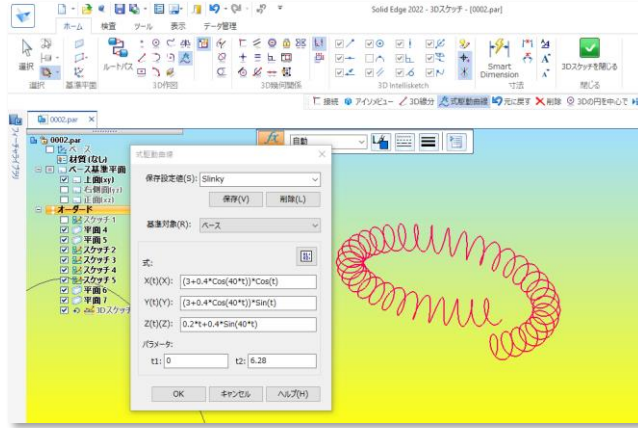 Solid Edge 2022 - 3Dスケッチ - [0002.par]
ホーム 検査 ツール 表示 データ管理
選択 ルートパス Smart Dimension 3Dスケッチを閉じる
選択 基準平面 3D作図 3D幾何関係 3D Intellisketch 寸法 閉じる
接続 アイソメビュー 3D線分 式駆動曲線 元に戻す 削除 3Dの円を中心で
0002.par
0002.par
ベース
材質 (なし)
ベース基準平面
上面(xy)
右側面(yz)
正面(xz)
オーダード
スケッチ 1
平面 4
平面 5
スケッチ2
スケッチ3
スケッチ4
スケッチ5
平面 6
平面 7
3Dスケッチ
自動
式駆動曲線
保存設定値(S): Slinky
保存(V) 削除(L)
基準対象(R): ベース
式:
X(t)(X): (3+0.4*Cos(40*t))*Cos(t)
Y(t)(Y): (3+0.4*Cos(40*t))*Sin(t)
Z(t)(Z): 0.2*t+0.4*Sin(40*t)
パラメータ:
t1: 0 t2: 6.28
OK キャンセル ヘルプ(H)